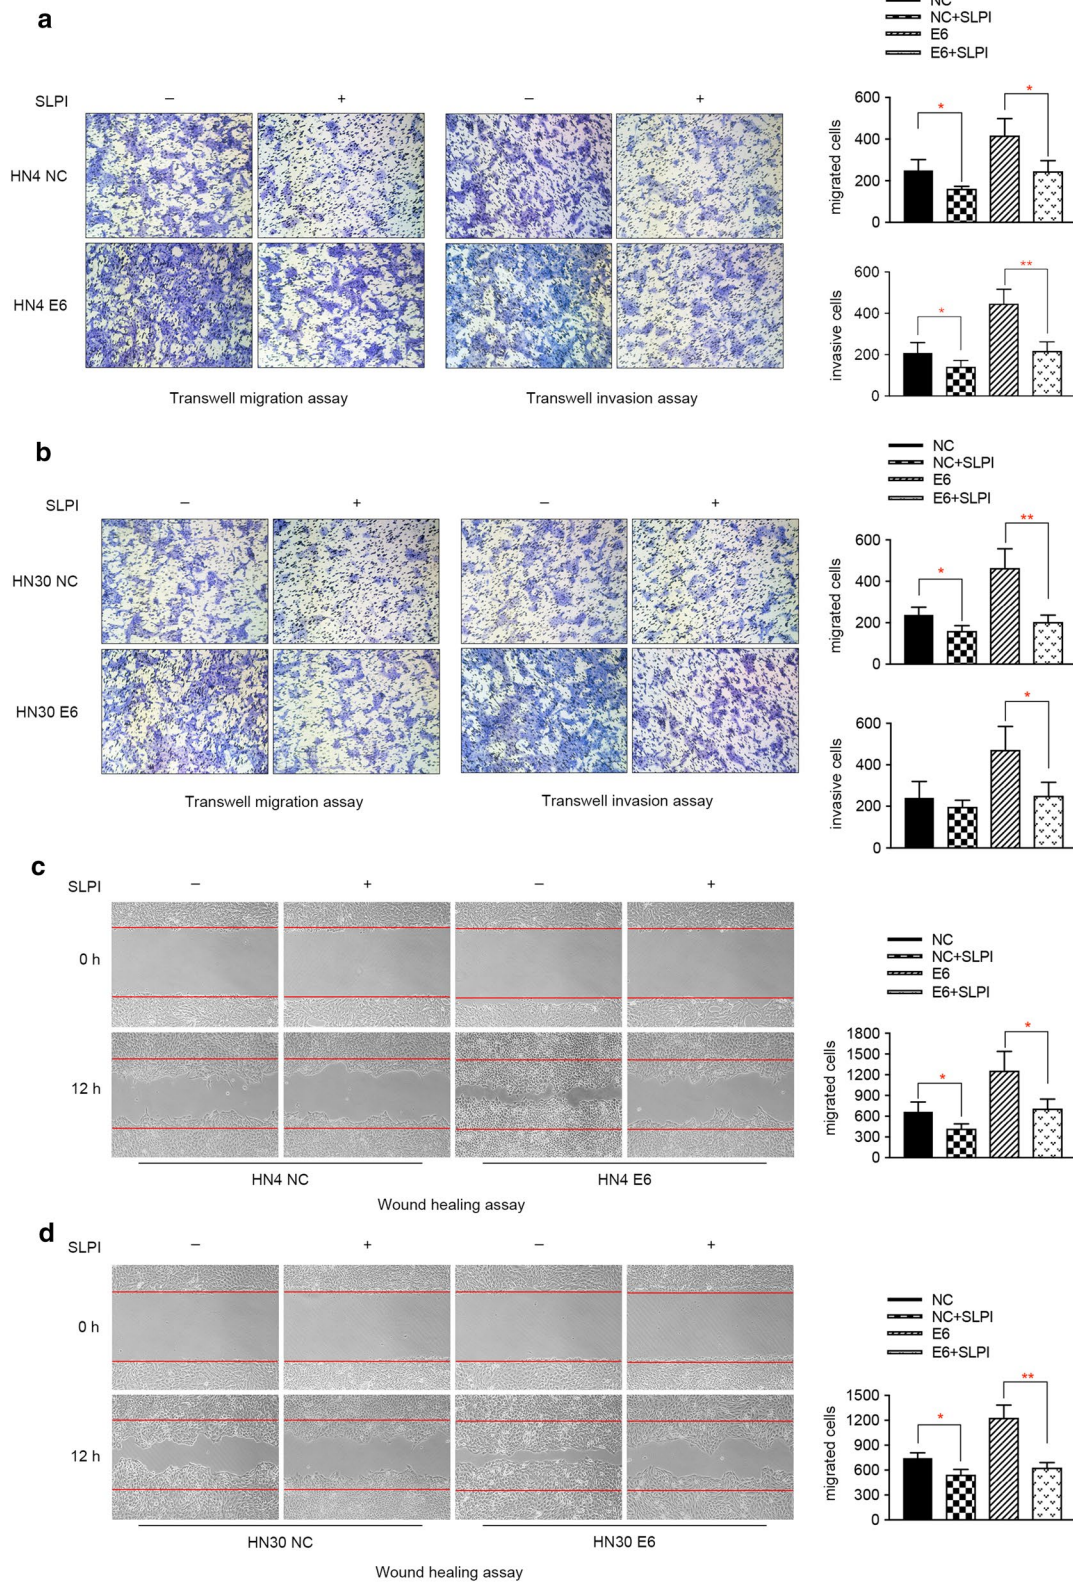 a
NC
NC+SLPI
E6
E6+SLPI
SLPI – + – +
HN4 NC
HN4 E6
Transwell migration assay
Transwell invasion assay
600
400
200
0
migrated cells
*
*
600
400
200
0
invasive cells
*
**
b
NC
NC+SLPI
E6
E6+SLPI
SLPI – + – +
HN30 NC
HN30 E6
Transwell migration assay
Transwell invasion assay
600
400
200
0
migrated cells
*
**
600
400
200
0
invasive cells
*
c
SLPI – + – +
0 h
12 h
HN4 NC
HN4 E6
Wound healing assay
NC
NC+SLPI
E6
E6+SLPI
1800
1500
1200
900
600
300
0
migrated cells
*
*
d
SLPI – + – +
0 h
12 h
HN30 NC
HN30 E6
Wound healing assay
NC
NC+SLPI
E6
E6+SLPI
1500
1200
900
600
300
0
migrated cells
*
**